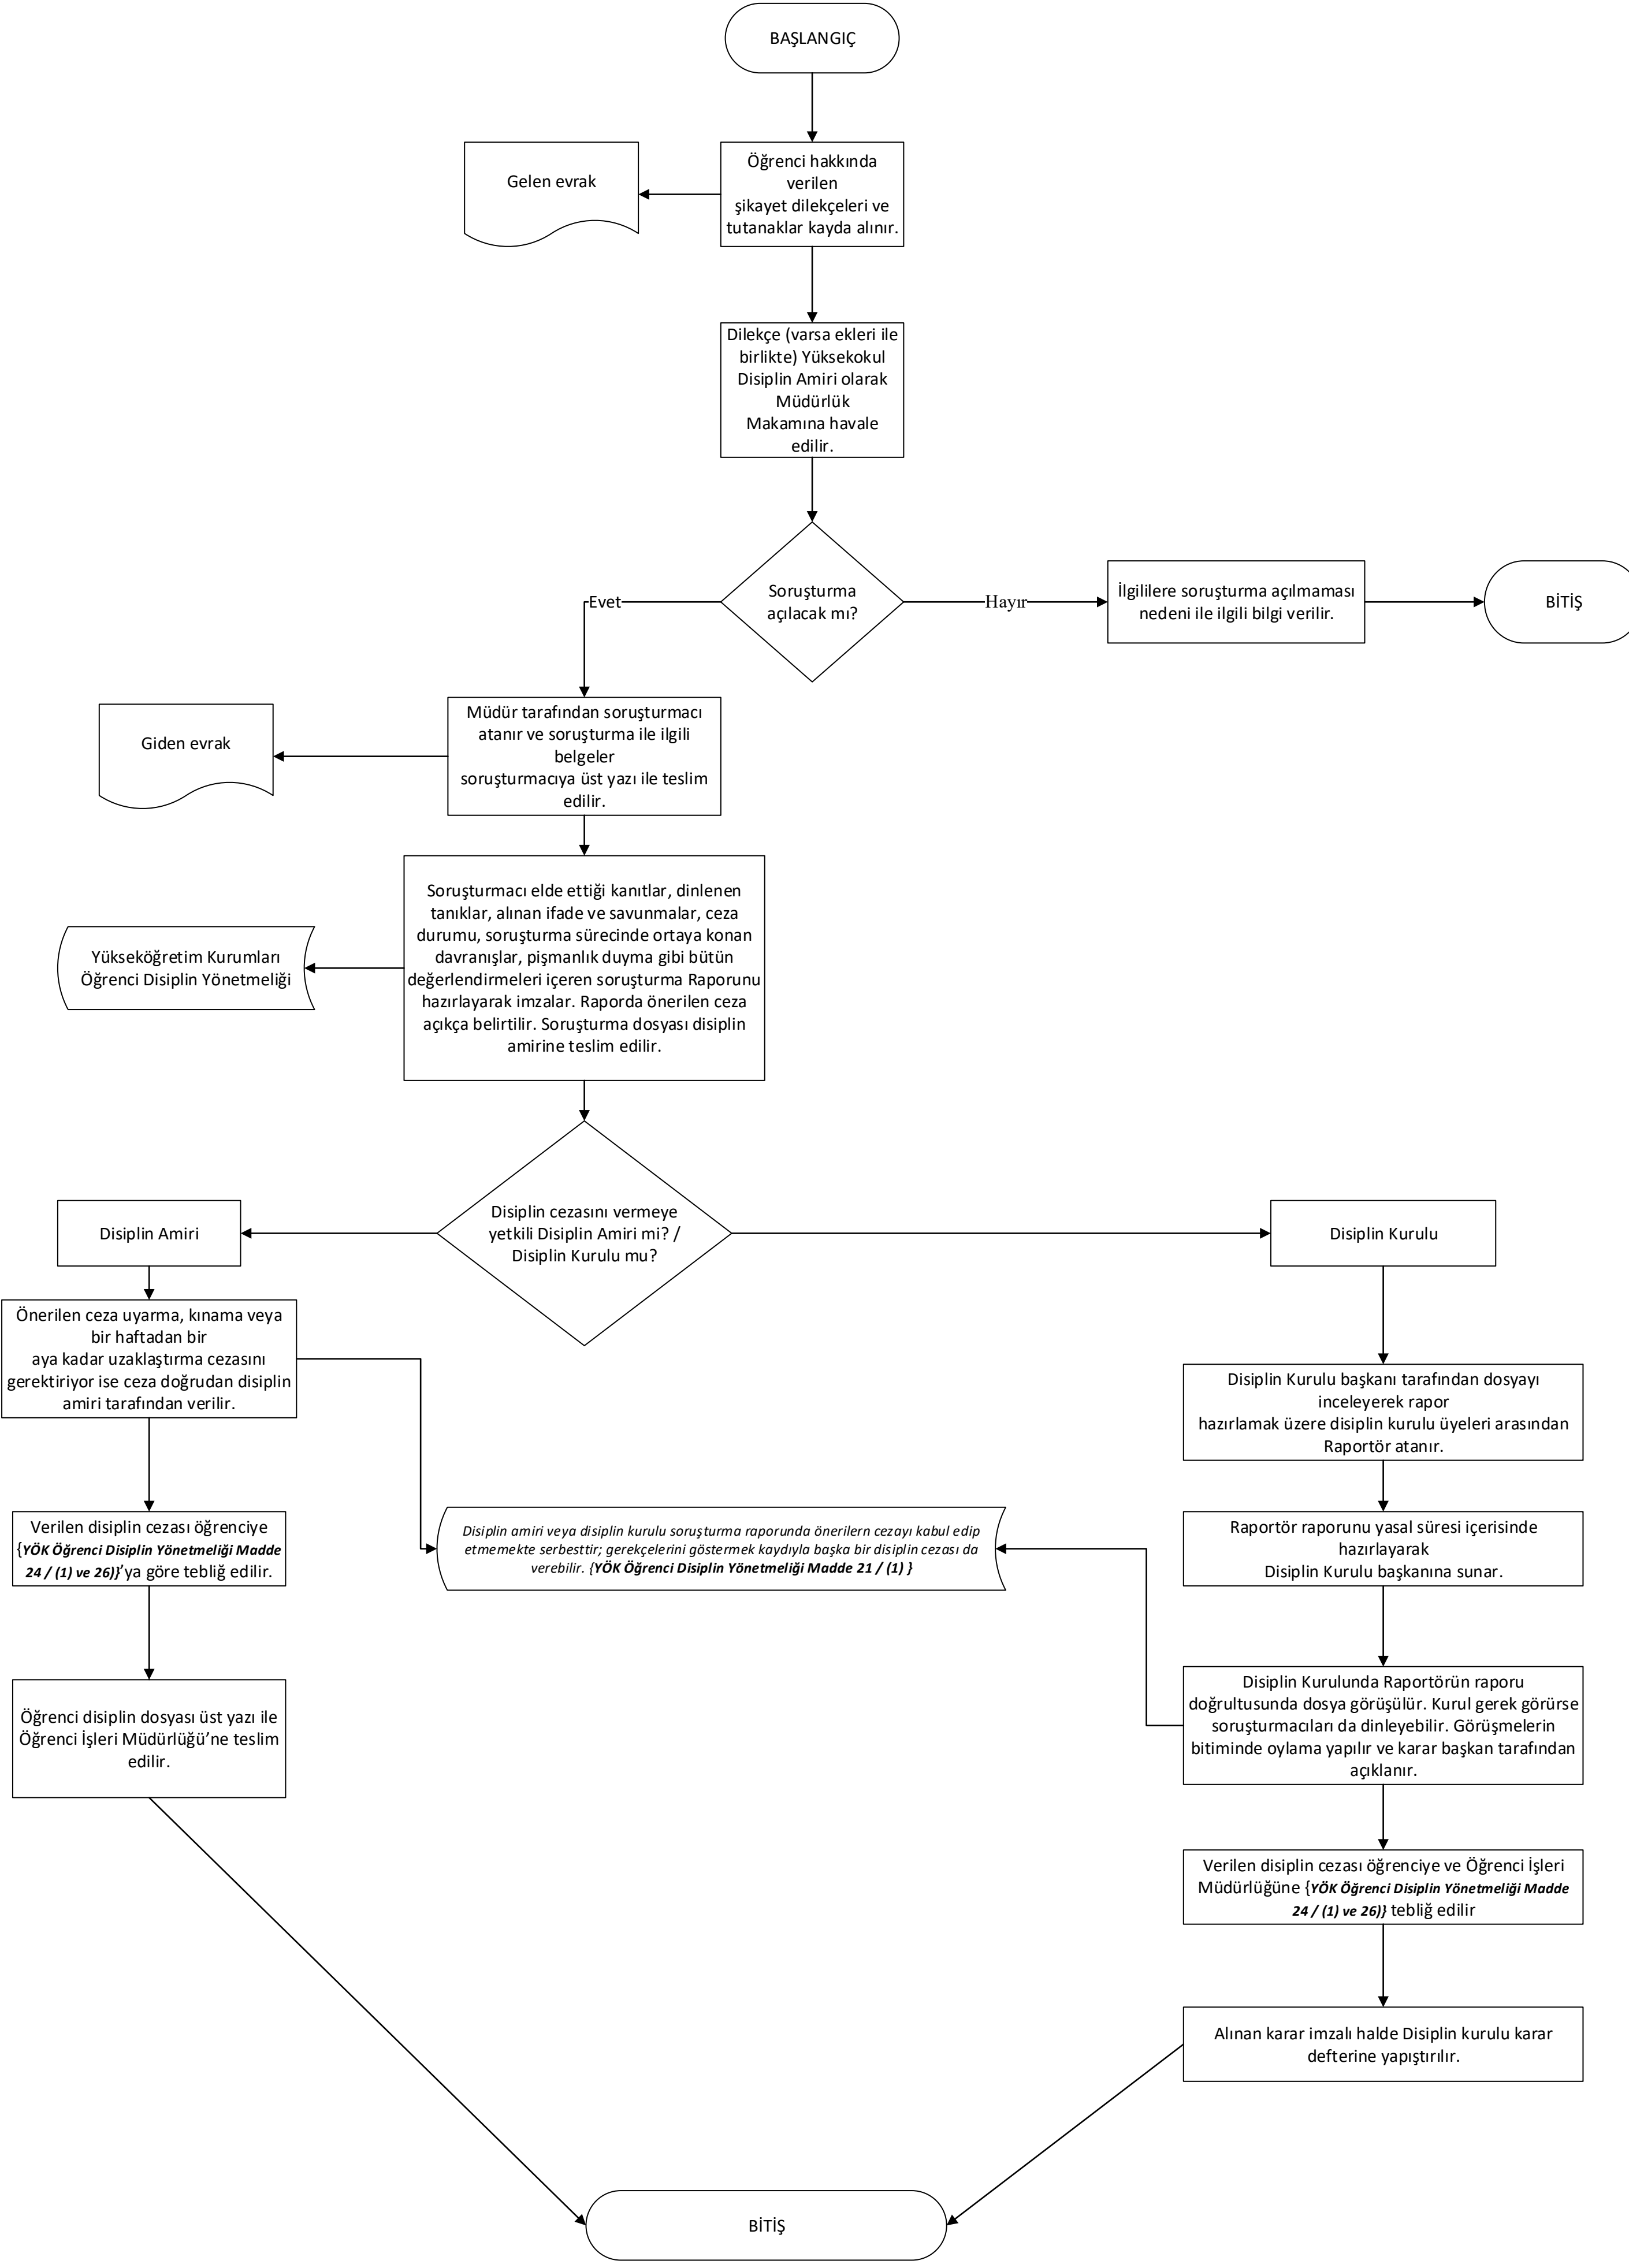 BAŞLANGIÇ
Gelen evrak
Öğrenci hakkında
verilen
şikayet dilekçeleri ve
tutanaklar kayda alınır.
Dilekçe (varsa ekleri ile
birlikte) Yüksekokul
Disiplin Amiri olarak
Müdürlük
Makamına havale
edilir.
Soruşturma
açılacak mı?
Evet
Hayır
İlgililere soruşturma açılmaması
nedeni ile ilgili bilgi verilir.
BİTİŞ
Giden evrak
Müdür tarafından soruşturmacı
atanır ve soruşturma ile ilgili
belgeler
soruşturmacıya üst yazı ile teslim
edilir.
Yükseköğretim Kurumları
Öğrenci Disiplin Yönetmeliği
Soruşturmacı elde ettiği kanıtlar, dinlenen
tanıklar, alınan ifade ve savunmalar, ceza
durumu, soruşturma sürecinde ortaya konan
davranışlar, pişmanlık duyma gibi bütün
değerlendirmeleri içeren soruşturma Raporunu
hazırlayarak imzalar. Raporda önerilen ceza
açıkça belirtilir. Soruşturma dosyası disiplin
amirine teslim edilir.
Disiplin cezasını vermeye
yetkili Disiplin Amiri mi? /
Disiplin Kurulu mu?
Disiplin Amiri
Disiplin Kurulu
Önerilen ceza uyarma, kınama veya
bir haftadan bir
aya kadar uzaklaştırma cezasını
gerektiriyor ise ceza doğrudan disiplin
amiri tarafından verilir.
Disiplin Kurulu başkanı tarafından dosyayı
inceleyerek rapor
hazırlamak üzere disiplin kurulu üyeleri arasından
Raportör atanır.
Verilen disiplin cezası öğrenciye
{YÖK Öğrenci Disiplin Yönetmeliği Madde
24 / (1) ve 26)}’ya göre tebliğ edilir.
Disiplin amiri veya disiplin kurulu soruşturma raporunda önerilern cezayı kabul edip
etmemekte serbesttir; gerekçelerini göstermek kaydıyla başka bir disiplin cezası da
verebilir. {YÖK Öğrenci Disiplin Yönetmeliği Madde 21 / (1) }
Raportör raporunu yasal süresi içerisinde
hazırlayarak
Disiplin Kurulu başkanına sunar.
Öğrenci disiplin dosyası üst yazı ile
Öğrenci İşleri Müdürlüğü’ne teslim
edilir.
Disiplin Kurulunda Raportörün raporu
doğrultusunda dosya görüşülür. Kurul gerek görürse
soruşturmacıları da dinleyebilir. Görüşmelerin
bitiminde oylama yapılır ve karar başkan tarafından
açıklanır.
Verilen disiplin cezası öğrenciye ve Öğrenci İşleri
Müdürlüğüne {YÖK Öğrenci Disiplin Yönetmeliği Madde
24 / (1) ve 26)} tebliğ edilir
Alınan karar imzalı halde Disiplin kurulu karar
defterine yapıştırılır.
BİTİŞ